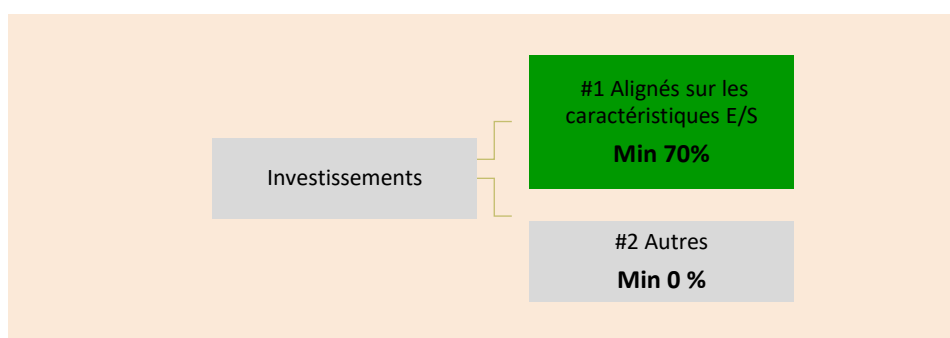 #1 Alignés sur les
caractéristiques E/S
Min 70%
Investissements
#2 Autres
Min 0 %